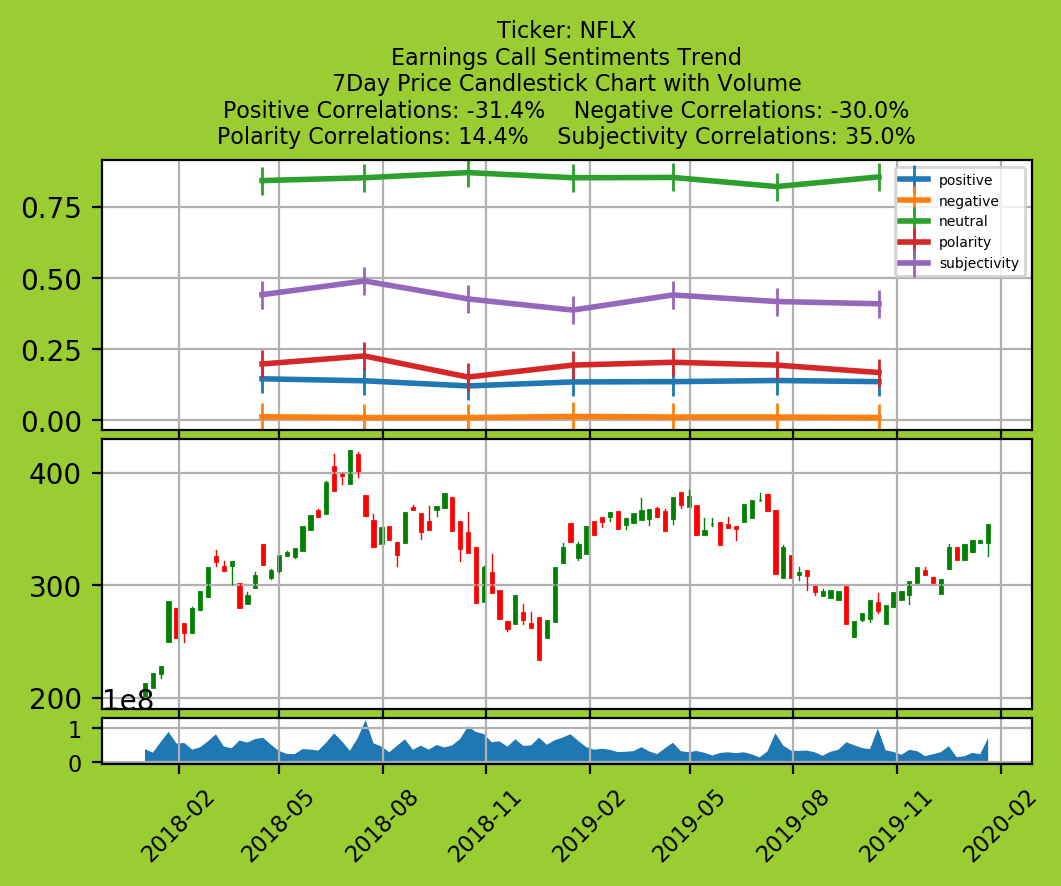 Ticker: NFLX
Earnings Call Sentiments Trend
7Day Price Candlestick Chart with Volume
Positive Correlations: -31.4%    Negative Correlations: -30.0%
Polarity Correlations: 14.4%    Subjectivity Correlations: 35.0%
positive
negative
neutral
polarity
subjectivity
0.75
0.50
0.25
0.00
400
300
200
1e8
1
0
2018-02
2018-05
2018-08
2018-11
2019-02
2019-05
2019-08
2019-11
2020-02